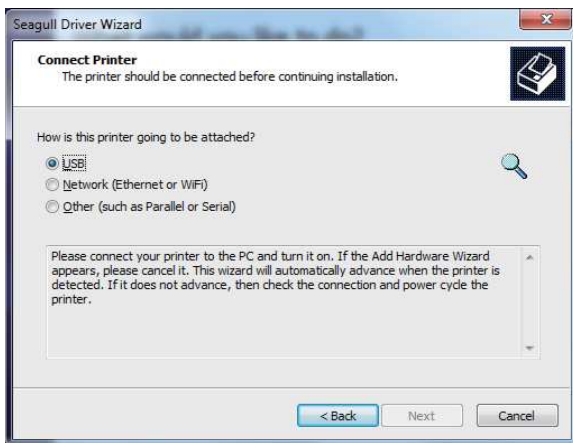 Seagull Driver Wizard
Connect Printer
The printer should be connected before continuing installation.
How is this printer going to be attached?
USB
Network (Ethernet or WiFi)
Other (such as Parallel or Serial)
Please connect your printer to the PC and turn it on. If the Add Hardware Wizard
appears, please cancel it. This wizard will automatically advance when the printer is
detected. If it does not advance, then check the connection and power cycle the
printer.
< Back
Next
Cancel